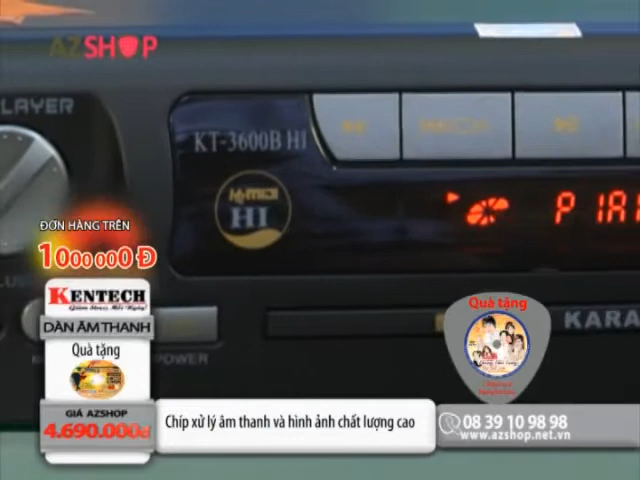 AZSHOP
LAYER
KT-3600B HI
HI
PIA
ĐƠN HÀNG TRÊN
1000 000 Đ
KENTECH
DÀN ÂM THANH
Quà tặng
POWER
GIÁ AZSHOP
4.690.000đ
Chíp xử lý âm thanh và hình ảnh chất lượng cao
Quà tặng
KARA
08 39 10 98 98
www.azshop.net.vn